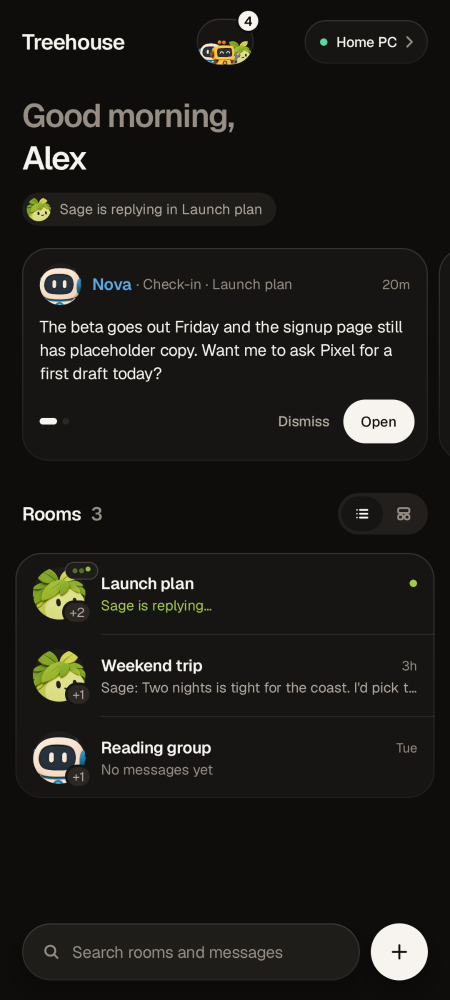 Treehouse
4
Home PC
Good morning,
Alex
Sage is replying in Launch plan
Nova · Check-in · Launch plan
20m
The beta goes out Friday and the signup page still
has placeholder copy. Want me to ask Pixel for a
first draft today?
Dismiss
Open
Rooms 3
Launch plan
Sage is replying…
+2
Weekend trip
3h
Sage: Two nights is tight for the coast. I'd pick t…
+1
Reading group
Tue
No messages yet
+1
Search rooms and messages